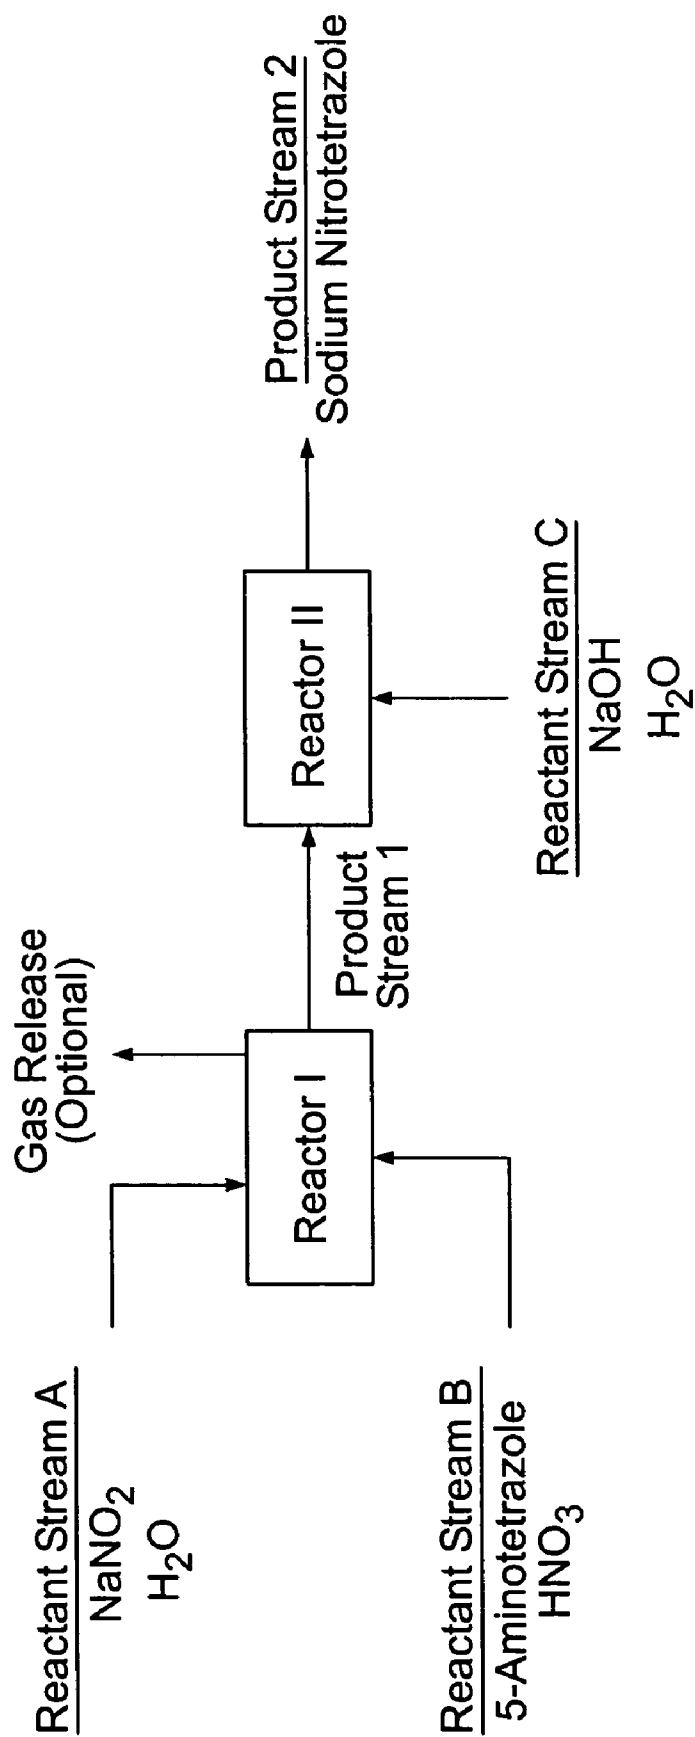 Reactant Stream A
NaNO2
H2O
Gas Release
(Optional)
Reactor I
Reactant Stream B
5-Aminotetrazole
HNO3
Product
Stream 1
Reactor II
Reactant Stream C
NaOH
H2O
Product Stream 2
Sodium Nitrotetrazole